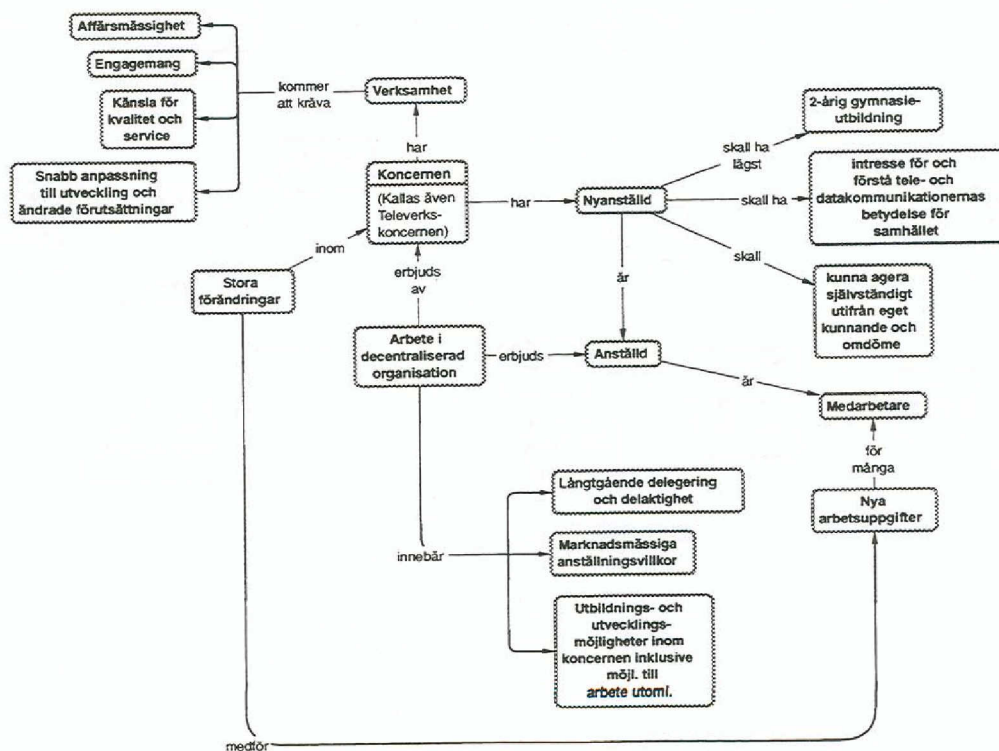 Affärsmässighet
Engagemang
Känsla för
kvalitet och
service
Snabb anpassning
till utveckling och
ändrade förutsättningar
kommer
att kräva
Verksamhet
har
Koncernen
(Kallas även
Televerks-
koncernen)
har
Nyanställd
skall ha
lägst
2-årig gymnasie-
utbildning
skall ha
intresse för och
förstå tele- och
datakommunikationernas
betydelse för
samhället
skall
kunna agera
självständigt
utifrån eget
kunnande och
omdöme
inom
Stora
förändringar
erbjuds
av
är
Arbete i
decentraliserad
organisation
erbjuds
Anställd
är
Medarbetare
för
många
Nya
arbetsuppgifter
innebär
Långtgående delegering
och delaktighet
Marknadsmässiga
anställningsvillkor
Utbildnings- och
utvecklings-
möjligheter inom
koncernen inklusive
möjl. till
arbete utoml.
medför